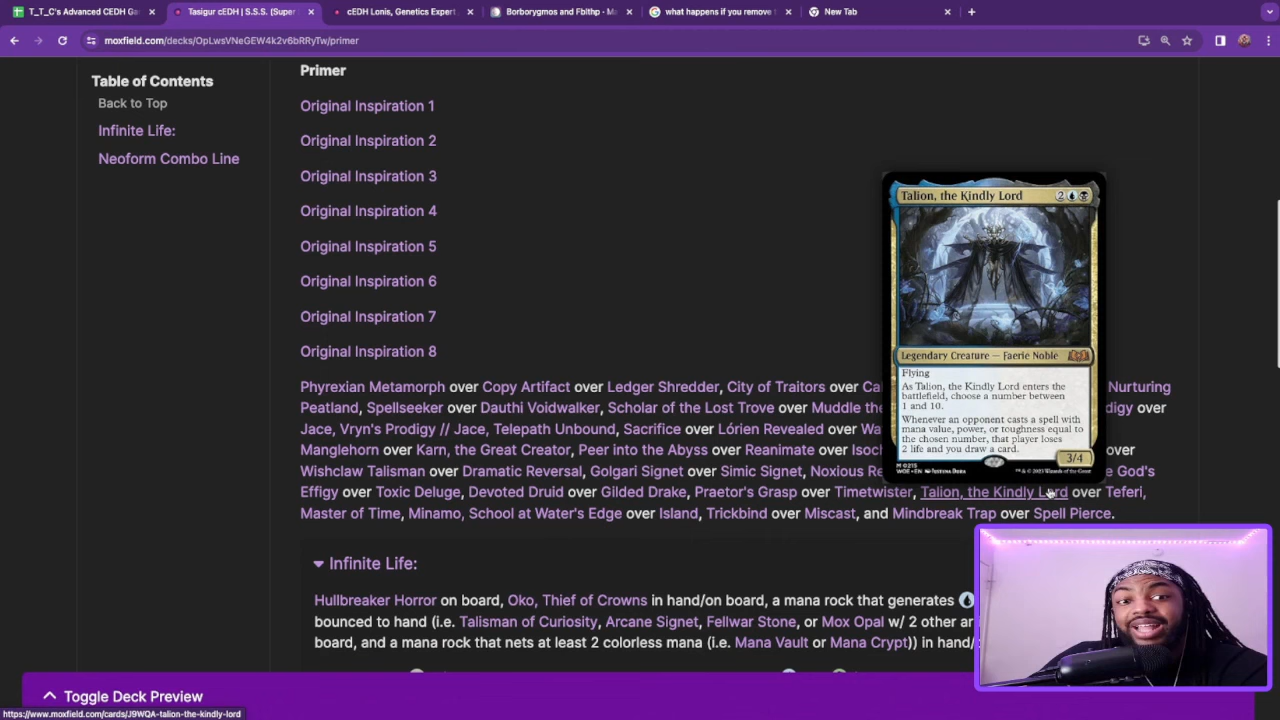 T_T_C's Advanced CEDH Ga
Tasigur cEDH | S.S.S. (Super
cEDH Lonis, Genetics Expert
Borborygmos and Fblthp - M
what happens if you remove
New Tab
moxfield.com/decks/OpLwsVNeGEW4k2v6bRRyTw/primer
Table of Contents
Back to Top
Infinite Life:
Neoform Combo Line
Primer
Original Inspiration 1
Original Inspiration 2
Original Inspiration 3
Original Inspiration 4
Original Inspiration 5
Original Inspiration 6
Original Inspiration 7
Original Inspiration 8
Phyrexian Metamorph over Copy Artifact over Ledger Shredder, City of Traitors over Ca Nurturing
Peatland, Spellseeker over Dauthi Voidwalker, Scholar of the Lost Trove over Muddle the digy over
Jace, Vryn's Prodigy // Jace, Telepath Unbound, Sacrifice over Lórien Revealed over Wa
Manglehorn over Karn, the Great Creator, Peer into the Abyss over Reanimate over Isoc over
Wishclaw Talisman over Dramatic Reversal, Golgari Signet over Simic Signet, Noxious Re e God's
Effigy over Toxic Deluge, Devoted Druid over Gilded Drake, Praetor's Grasp over Timetwister, Talion, the Kindly Lord over Teferi,
Master of Time, Minamo, School at Water's Edge over Island, Trickbind over Miscast, and Mindbreak Trap over Spell Pierce.
Talion, the Kindly Lord 2
Legendary Creature — Faerie Noble
Flying
As Talion, the Kindly Lord enters the
battlefield, choose a number between
1 and 10.
Whenever an opponent casts a spell with
mana value, power, or toughness equal to
the chosen number, that player loses
2 life and you draw a card.
3/4
M 0215
Infinite Life:
Hullbreaker Horror on board, Oko, Thief of Crowns in hand/on board, a mana rock that generates
bounced to hand (i.e. Talisman of Curiosity, Arcane Signet, Fellwar Stone, or Mox Opal w/ 2 other ar
board, and a mana rock that nets at least 2 colorless mana (i.e. Mana Vault or Mana Crypt)) in hand/
Toggle Deck Preview
https://www.moxfield.com/cards/J9WQA-talion-the-kindly-lord